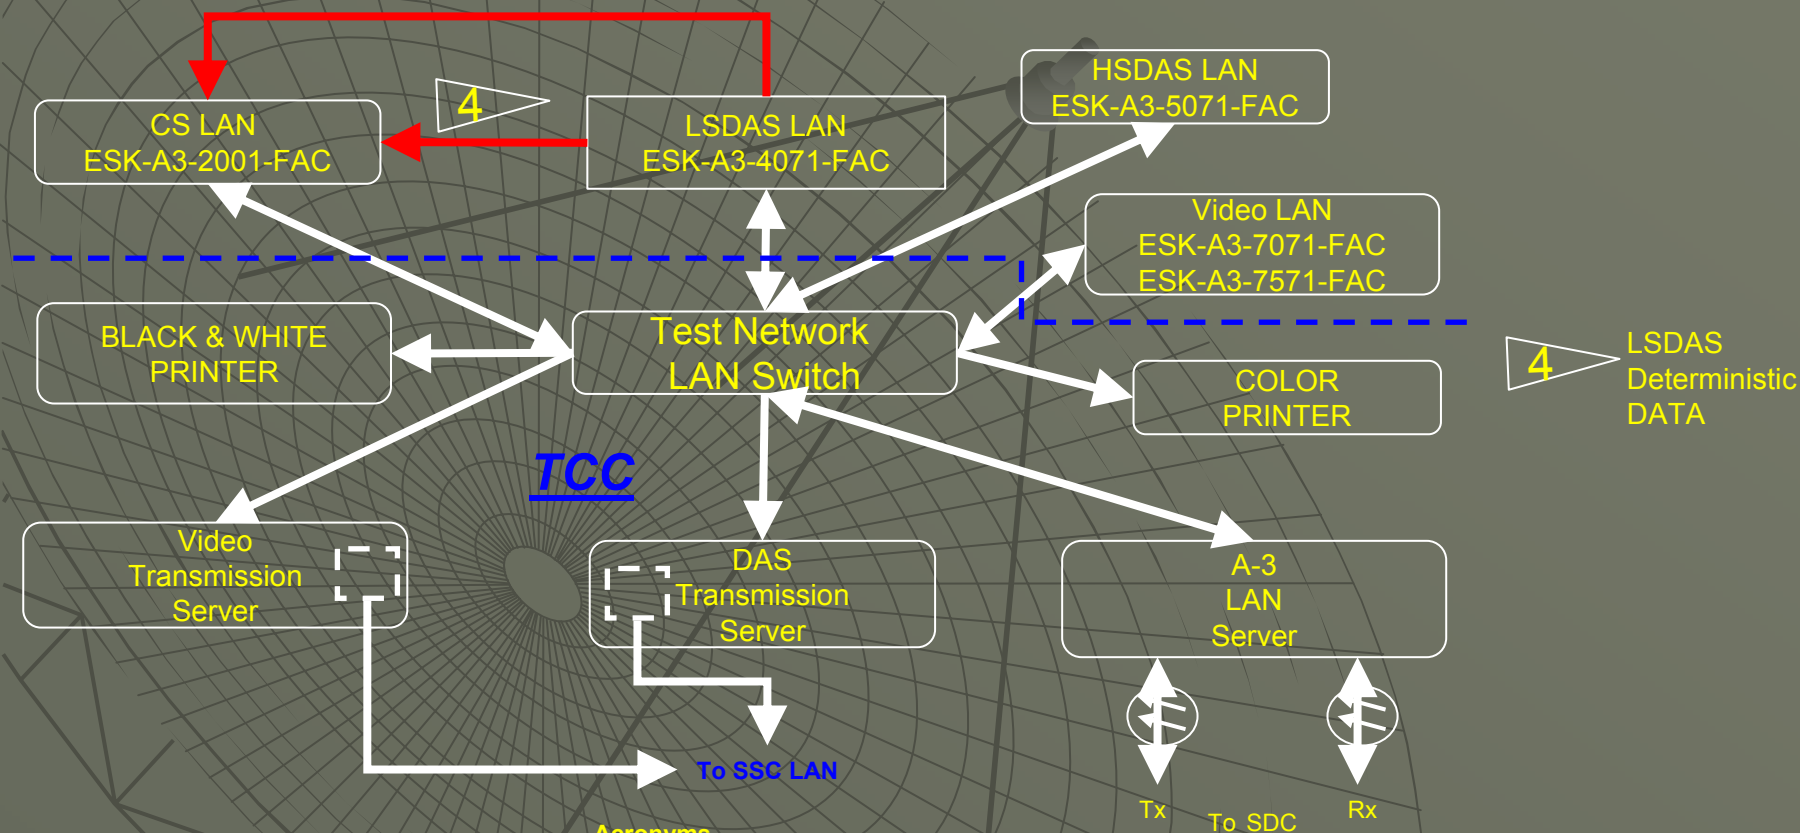 HSDAS LAN
ESK-A3-5071-FAC
CS LAN
ESK-A3-2001-FAC
4
LSDAS LAN
ESK-A3-4071-FAC
Video LAN
ESK-A3-7071-FAC
ESK-A3-7571-FAC
BLACK & WHITE
PRINTER
Test Network
LAN Switch
COLOR
PRINTER
4
LSDAS
Deterministic
DATA
TCC
Video
Transmission
Server
DAS
Transmission
Server
A-3
LAN
Server
To SSC LAN
Tx
To SDC
Rx
Acronyms